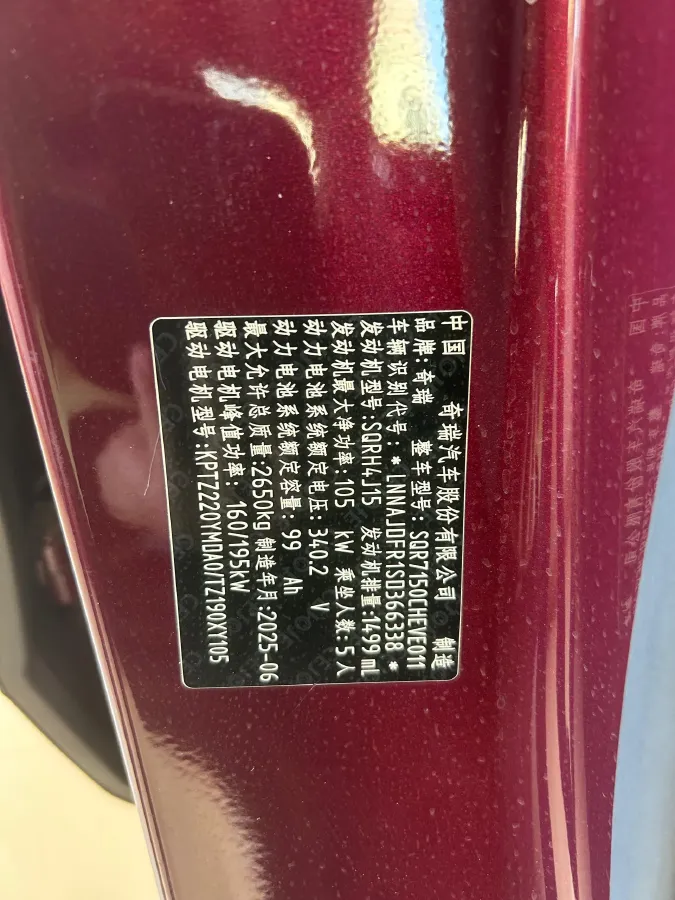 中国 奇瑞汽车股份有限公司 制造
品牌:奇瑞 整车型号:SQR7150CHEVE011
车辆识别代号:*LNNAJDFR1SD366338*
发动机型号:SQRH4J15 发动机排量:1499mL
发动机最大净功率:105 kW 乘坐人数:5人
动力电池系统额定电压:340.2 V
动力电池系统额定容量:99 Ah
最大允许总质量:2650kg 制造年月:2025-06
驱动电机峰值功率: 160/195kW
驱动电机型号:KPTZ220YMDA0/TZ190XY105